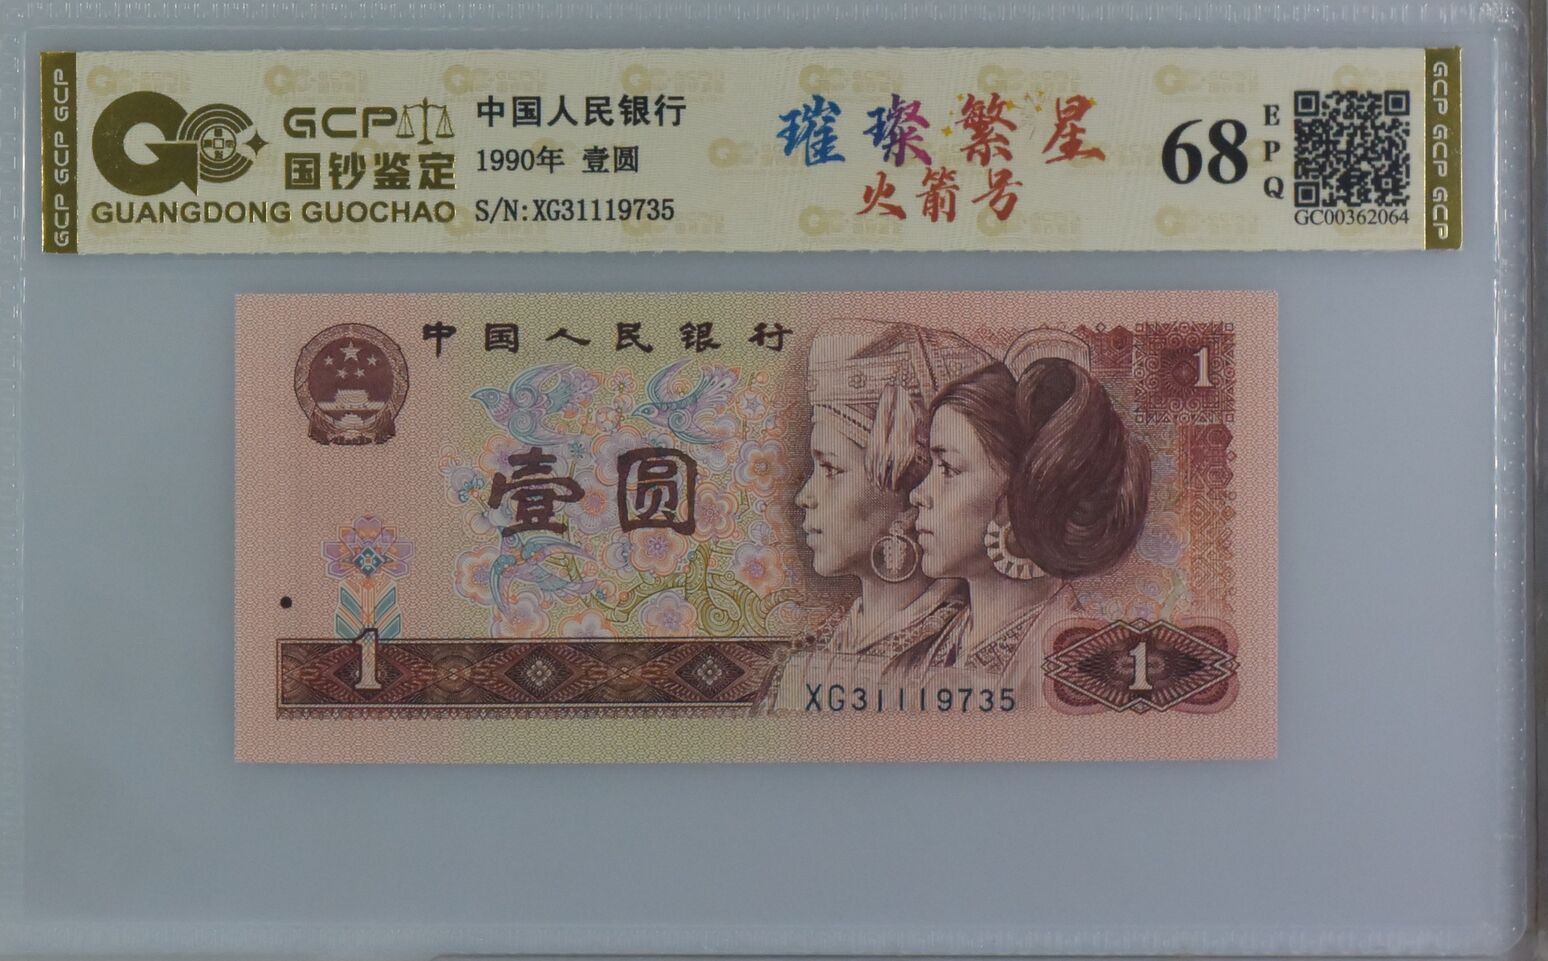 GCP GCP GCP
GCP
国钞鉴定
GUANGDONG GUOCHAO
中国人民银行
1990年 壹圆
S/N:XG31119735
璀璨繁星
火箭号
68
EPQ
GC00362064
GCP GCP GCP
中国人民银行
1
壹圆
1
XG31119735
1